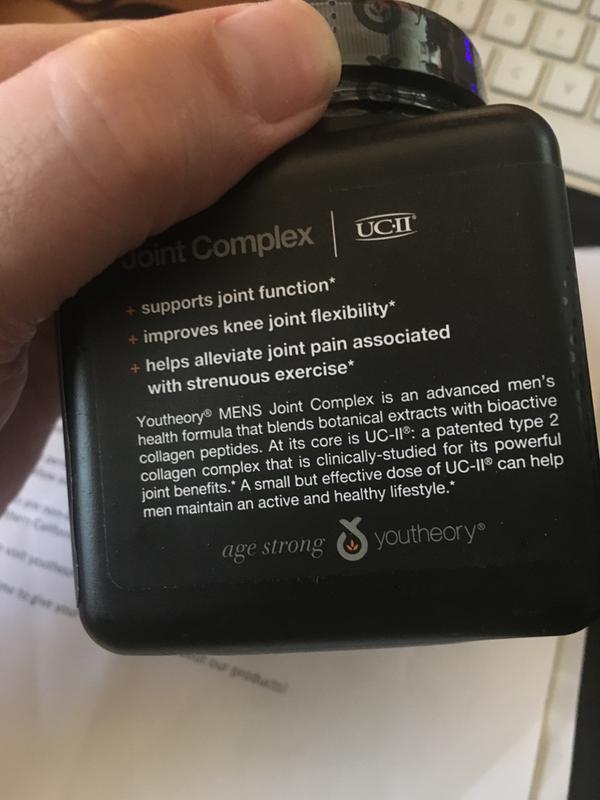 Joint Complex | UC-II®
+ supports joint function*
+ improves knee joint flexibility*
+ helps alleviate joint pain associated
with strenuous exercise*
Youtheory® MENS Joint Complex is an advanced men's
health formula that blends botanical extracts with bioactive
collagen peptides. At its core is UC-II®: a patented type 2
collagen complex that is clinically-studied for its powerful
joint benefits.* A small but effective dose of UC-II® can help
men maintain an active and healthy lifestyle.*
age strong youtheory®
our products!